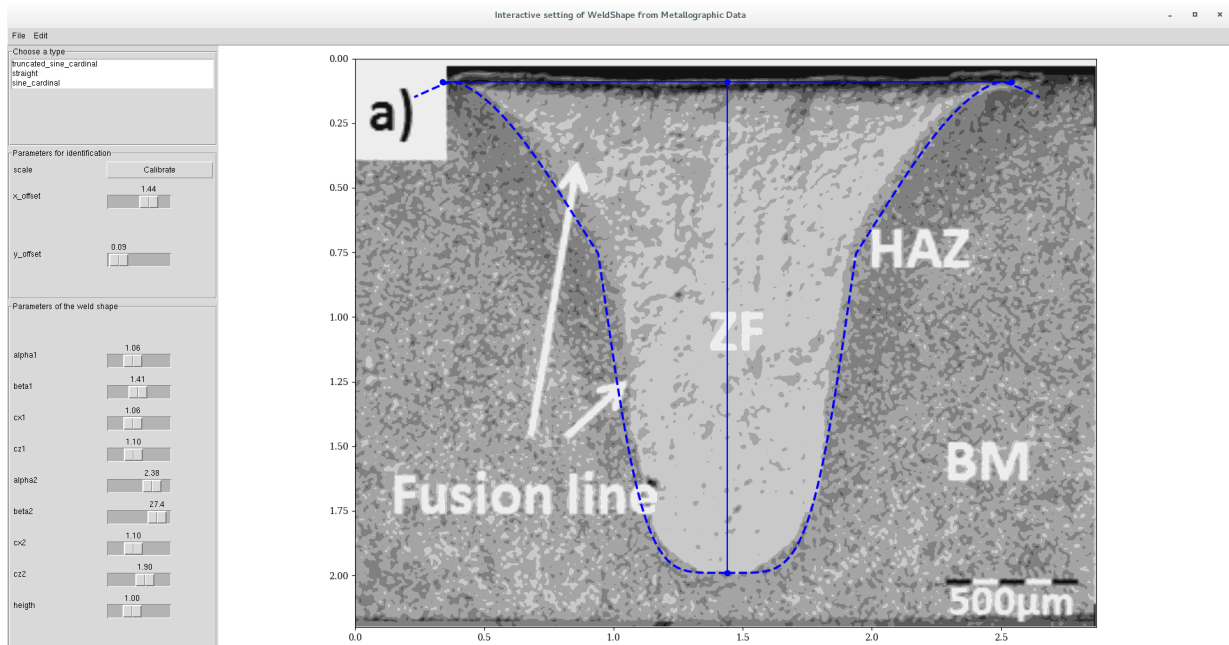 Interactive setting of WeldShape from Metallographic Data
File Edit
Choose a type
truncated_sine_cardinal
straight
sine_cardinal
Parameters for identification
scale Calibrate
x_offset 1.44
y_offset 0.09
Parameters of the weld shape
alpha1 1.06
beta1 1.41
cx1 1.06
cz1 1.10
alpha2 2.38
beta2 27.4
cx2 1.10
cz2 1.90
heigth 1.00
0.00
0.25
0.50
0.75
1.00
1.25
1.50
1.75
2.00
a)
HAZ
ZF
BM
Fusion line
500µm
0.0 0.5 1.0 1.5 2.0 2.5